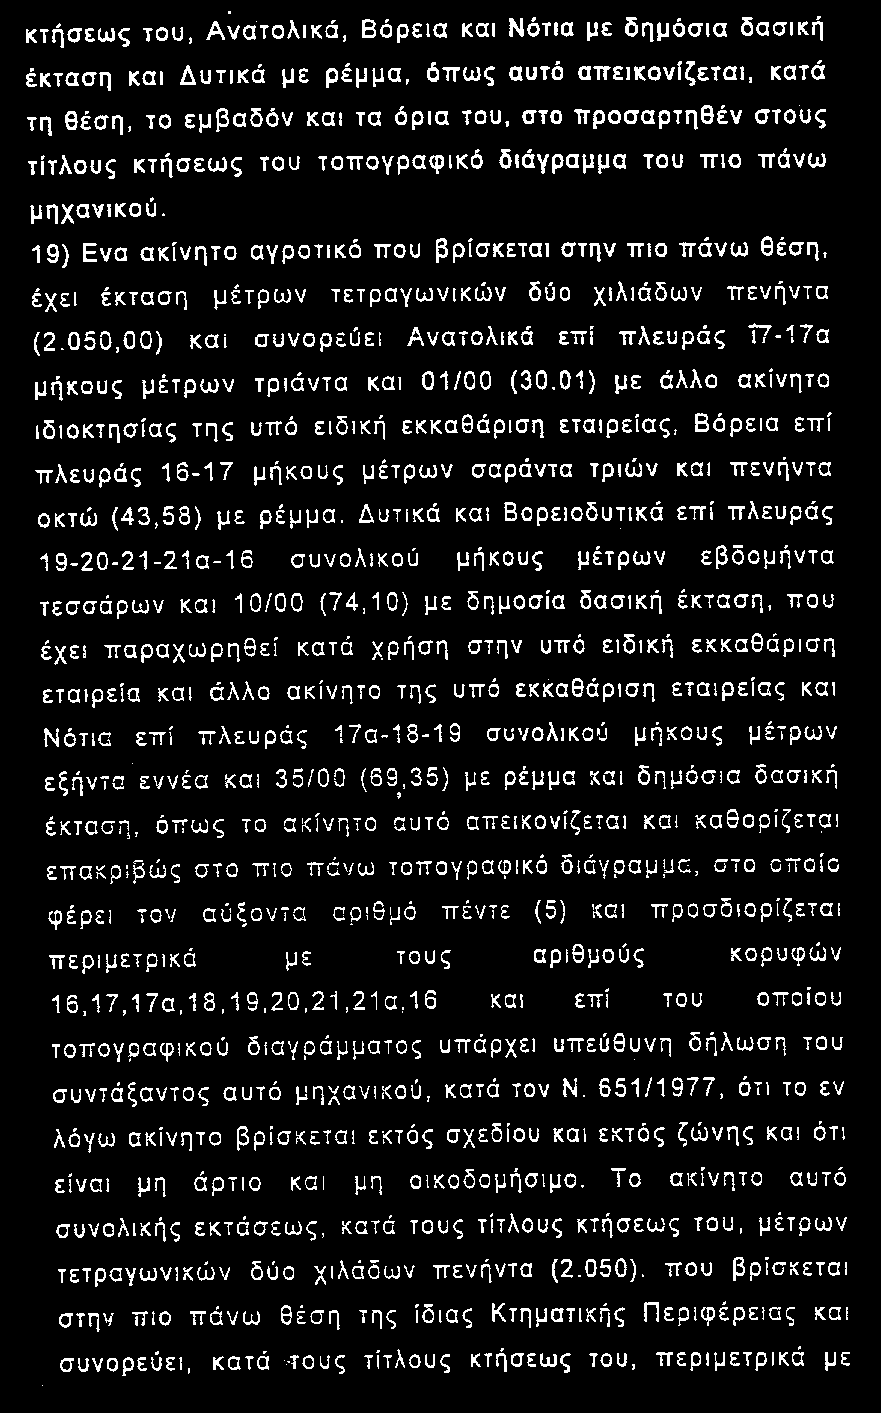 κτήσεως του, Ανατολικά, Βόρεια και Νότια με δημόσια δασική
έκταση και Δυτικά με ρέμμα, όπως αυτό απεικονίζεται, κατά
τη θέση, το εμβαδόν και τα όρια του, στο προσαρτηθέν στους
τίτλους κτήσεως του τοπογραφικό διάγραμμα του πιο πάνω
μηχανικού.
19) Ενα ακίνητο αγροτικό που βρίσκεται στην πιο πάνω θέση,
έχει έκταση μέτρων τετραγωνικών δύο χιλιάδων πενήντα
(2.050,00) και συνορεύει Ανατολικά επί πλευράς 17-17α
μήκους μέτρων τριάντα και 01/00 (30.01) με άλλο ακίνητο
ιδιοκτησίας της υπό ειδική εκκαθάριση εταιρείας, Βόρεια επί
πλευράς 16-17 μήκους μέτρων σαράντα τριών και πενήντα
οκτώ (43,58) με ρέμμα. Δυτικά και Βορειοδυτικά επί πλευράς
19-20-21-21α-16 συνολικού μήκους μέτρων εβδομήντα
τεσσάρων και 10/00 (74,10) με δημοσία δασική έκταση, που
έχει παραχωρηθεί κατά χρήση στην υπό ειδική εκκαθάριση
εταιρεία και άλλο ακίνητο της υπό εκκαθάριση εταιρείας και
Νότια επί πλευράς 17α-18-19 συνολικού μήκους μέτρων
εξήντα εννέα και 35/00 (69,35) με ρέμμα και δημόσια δασική
έκταση, όπως το ακίνητο αυτό απεικονίζεται και καθορίζεται
επακριβώς στο πιο πάνω τοπογραφικό διάγραμμα, στο οποίο
φέρει τον αύξοντα αριθμό πέντε (5) και προσδιορίζεται
περιμετρικά με τους αριθμούς κορυφών
16,17,17α,18,19,20,21,21α,16 και επί του οποίου
τοπογραφικού διαγράμματος υπάρχει υπεύθυνη δήλωση του
συντάξαντος αυτό μηχανικού, κατά τον Ν. 651/1977, ότι το εν
λόγω ακίνητο βρίσκεται εκτός σχεδίου και εκτός ζώνης και ότι
είναι μη άρτιο και μη οικοδομήσιμο. Το ακίνητο αυτό
συνολικής εκτάσεως, κατά τους τίτλους κτήσεως του, μέτρων
τετραγωνικών δύο χιλάδων πενήντα (2.050). που βρίσκεται
στην πιο πάνω θέση της ίδιας Κτηματικής Περιφέρειας και
συνορεύει, κατά τους τίτλους κτήσεως του, περιμετρικά με